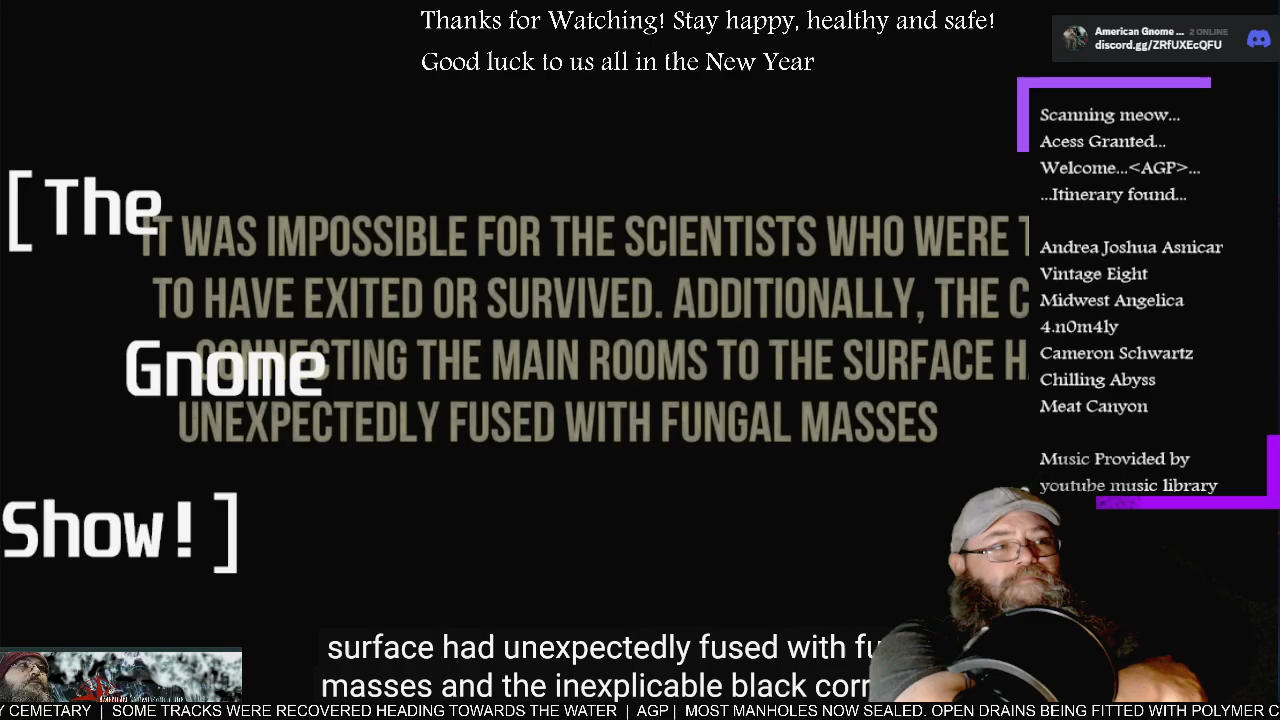 Thanks for Watching! Stay happy, healthy and safe!
Good luck to us all in the New Year
American Gnome ... 2 ONLINE
discord.gg/ZRfUXEcQFU
Scanning meow...
Acess Granted...
Welcome...<AGP>...
...Itinerary found...
Andrea Joshua Asnicar
Vintage Eight
Midwest Angelica
4.n0m4ly
Cameron Schwartz
Chilling Abyss
Meat Canyon
Music Provided by
youtube music library
[The
Gnome
Show!]
IT WAS IMPOSSIBLE FOR THE SCIENTISTS WHO WERE
TO HAVE EXITED OR SURVIVED. ADDITIONALLY, THE
CONNECTING THE MAIN ROOMS TO THE SURFACE
UNEXPECTEDLY FUSED WITH FUNGAL MASSES
surface had unexpectedly fused with
masses and the inexplicable black
CEMETARY | SOME TRACKS WERE RECOVERED HEADING TOWARDS THE WATER | AGP | MOST MANHOLES NOW SEALED. OPEN DRAINS BEING FITTED WITH POLYMER